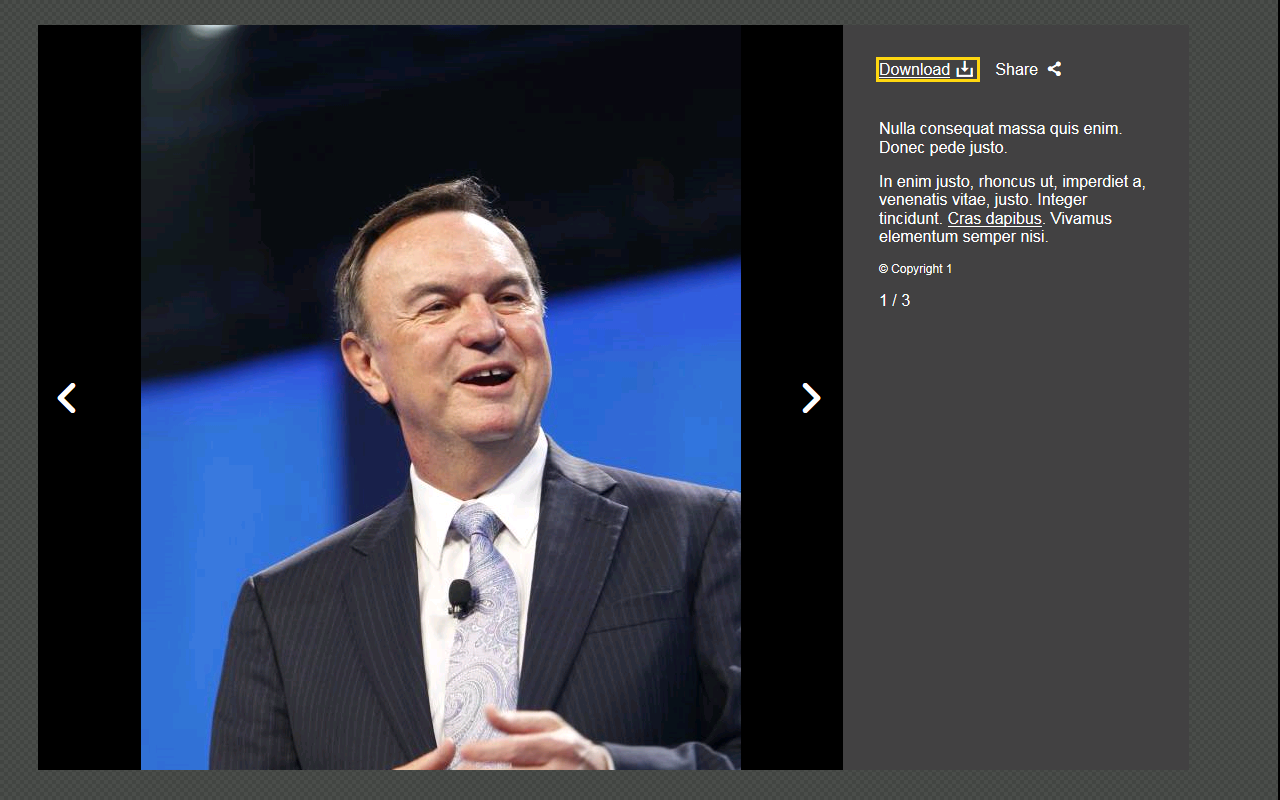 Download Share
Nulla consequat massa quis enim.
Donec pede justo.
In enim justo, rhoncus ut, imperdiet a,
venenatis vitae, justo. Integer
tincidunt. Cras dapibus. Vivamus
elementum semper nisi.
© Copyright 1
1 / 3